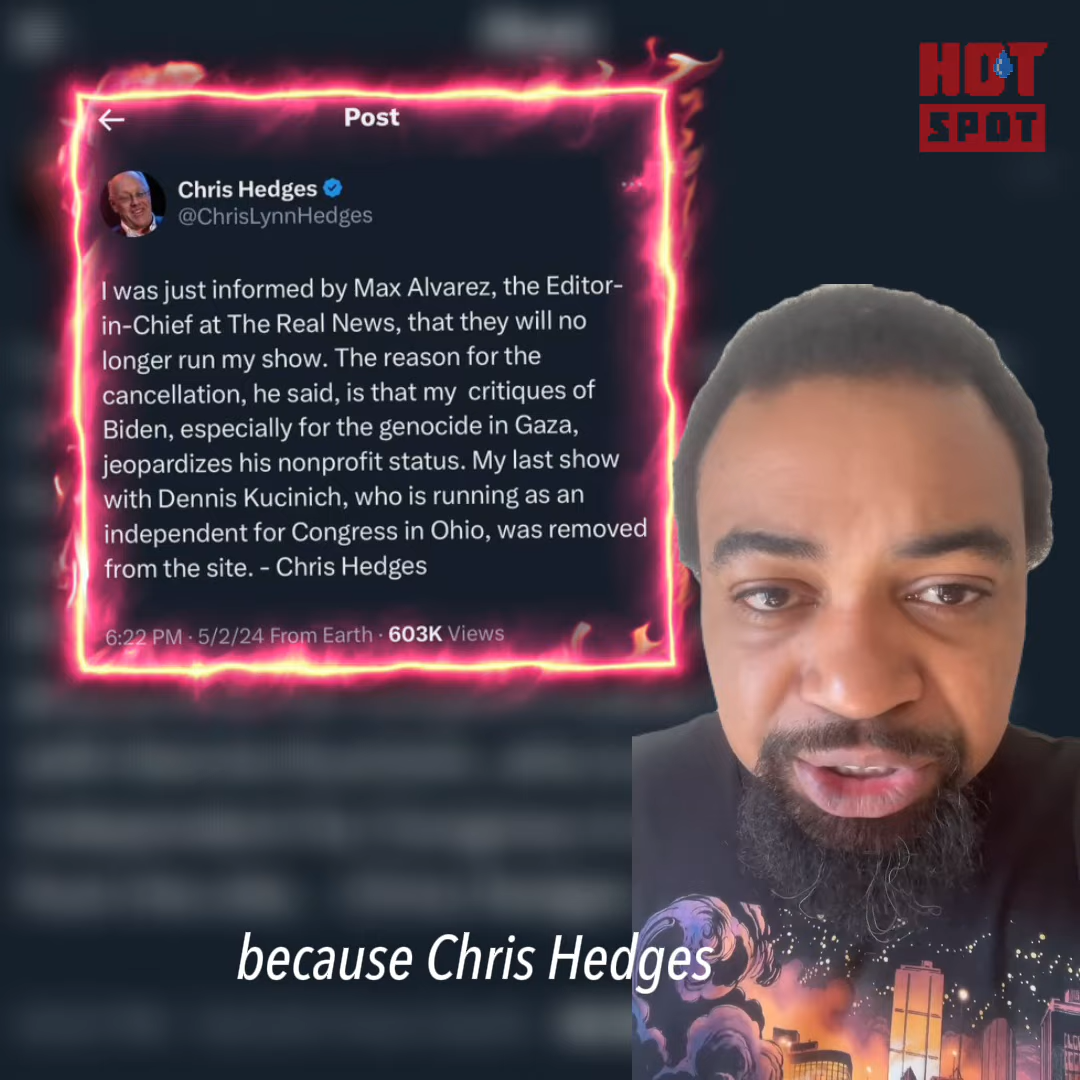 HOT
SPOT
Post
Chris Hedges
@ChrisLynnHedges
I was just informed by Max Alvarez, the Editor-
in-Chief at The Real News, that they will no
longer run my show. The reason for the
cancellation, he said, is that my critiques of
Biden, especially for the genocide in Gaza,
jeopardizes his nonprofit status. My last show
with Dennis Kucinich, who is running as an
independent for Congress in Ohio, was removed
from the site. - Chris Hedges
6:22 PM · 5/2/24 From Earth · 603K Views
because Chris Hedges